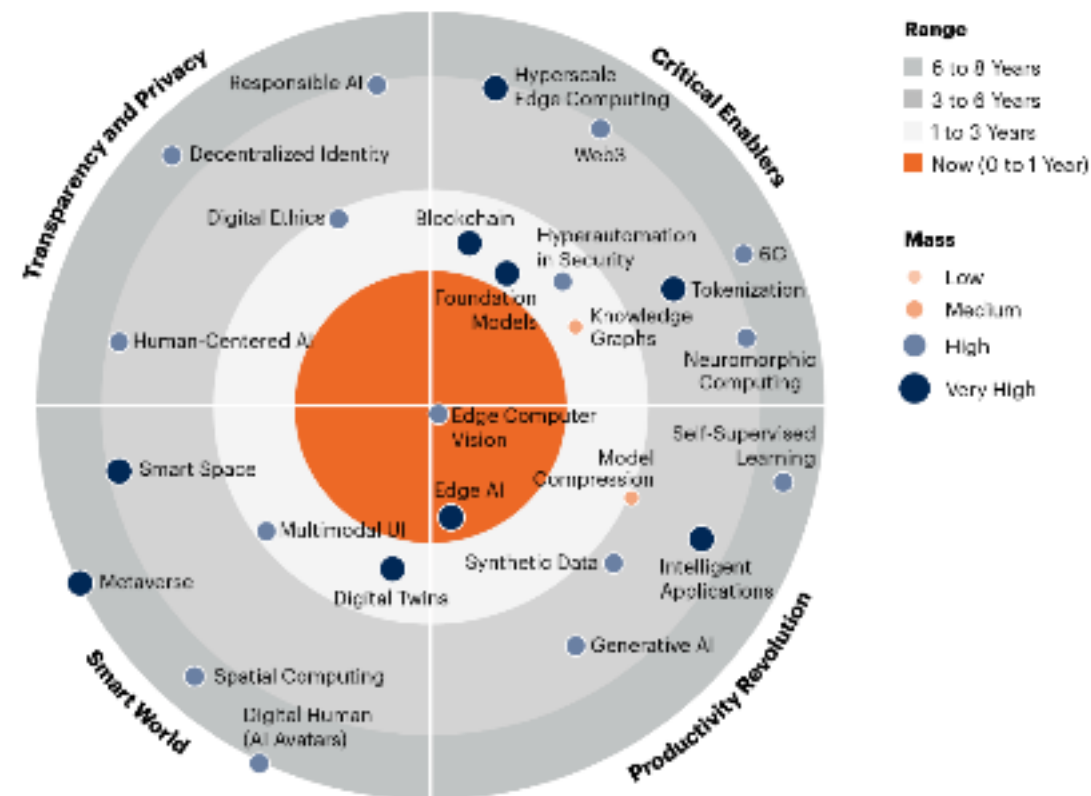 Transparency and Privacy
Responsible AI
Decentralized Identity
Digital Ethics
Human-Centered AI
Critical Enablers
Hyperscale
Edge Computing
Web3
Blockchain
Hyperautomation
in Security
Foundation
Models
Knowledge
Graphs
6G
Tokenization
Neuromorphic
Computing
Smart World
Smart Space
Multimodal UI
Metaverse
Digital Twins
Spatial Computing
Digital Human
(AI Avatars)
Productivity Revolution
Edge Computer
Vision
Edge AI
Model
Compression
Self-Supervised
Learning
Synthetic Data
Intelligent
Applications
Generative AI
Range
6 to 8 Years
3 to 6 Years
1 to 3 Years
Now (0 to 1 Year)
Mass
Low
Medium
High
Very High